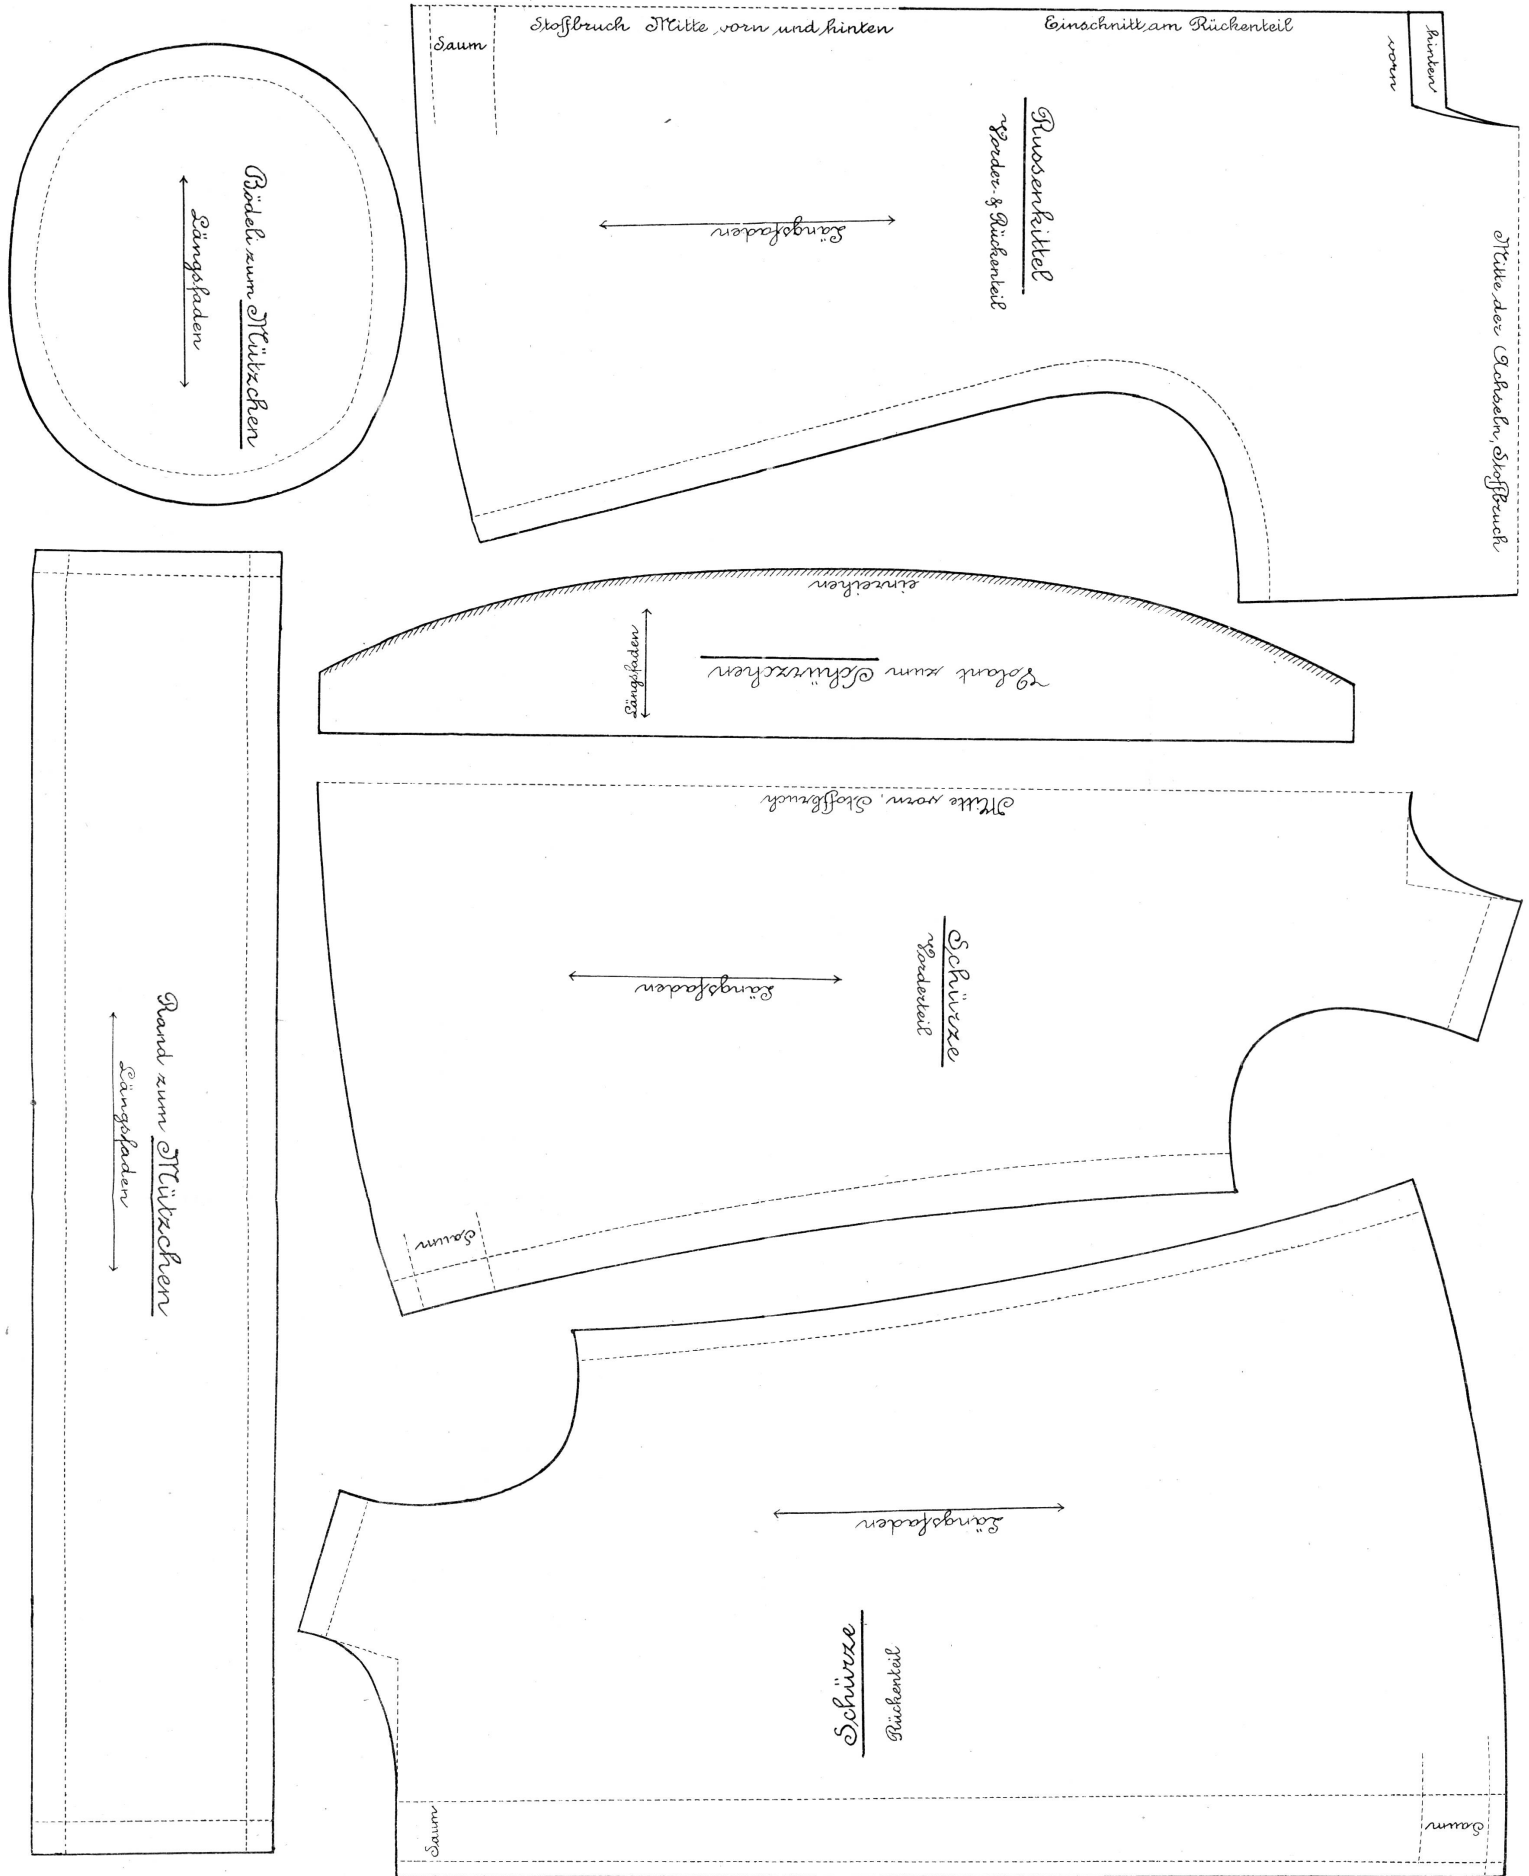 Stoffbruch Mitte, vorn und hinten
Einschnitt am Rückenteil
Saum
hinten
vorn
Russenkittel
Vorder- & Rückenteil
Längsfaden
Mitte der Achseln, Stoffbruch
Bödeli zum Mützchen
Längsfaden
einreihen
Längsfaden
Volant zum Schürzchen
Mitte vorn, Stoffbruch
Schürze
Vorderteil
Längsfaden
Saum
Rand zum Mützchen
Längsfaden
Längsfaden
Schürze
Rückenteil
Saum
Saum